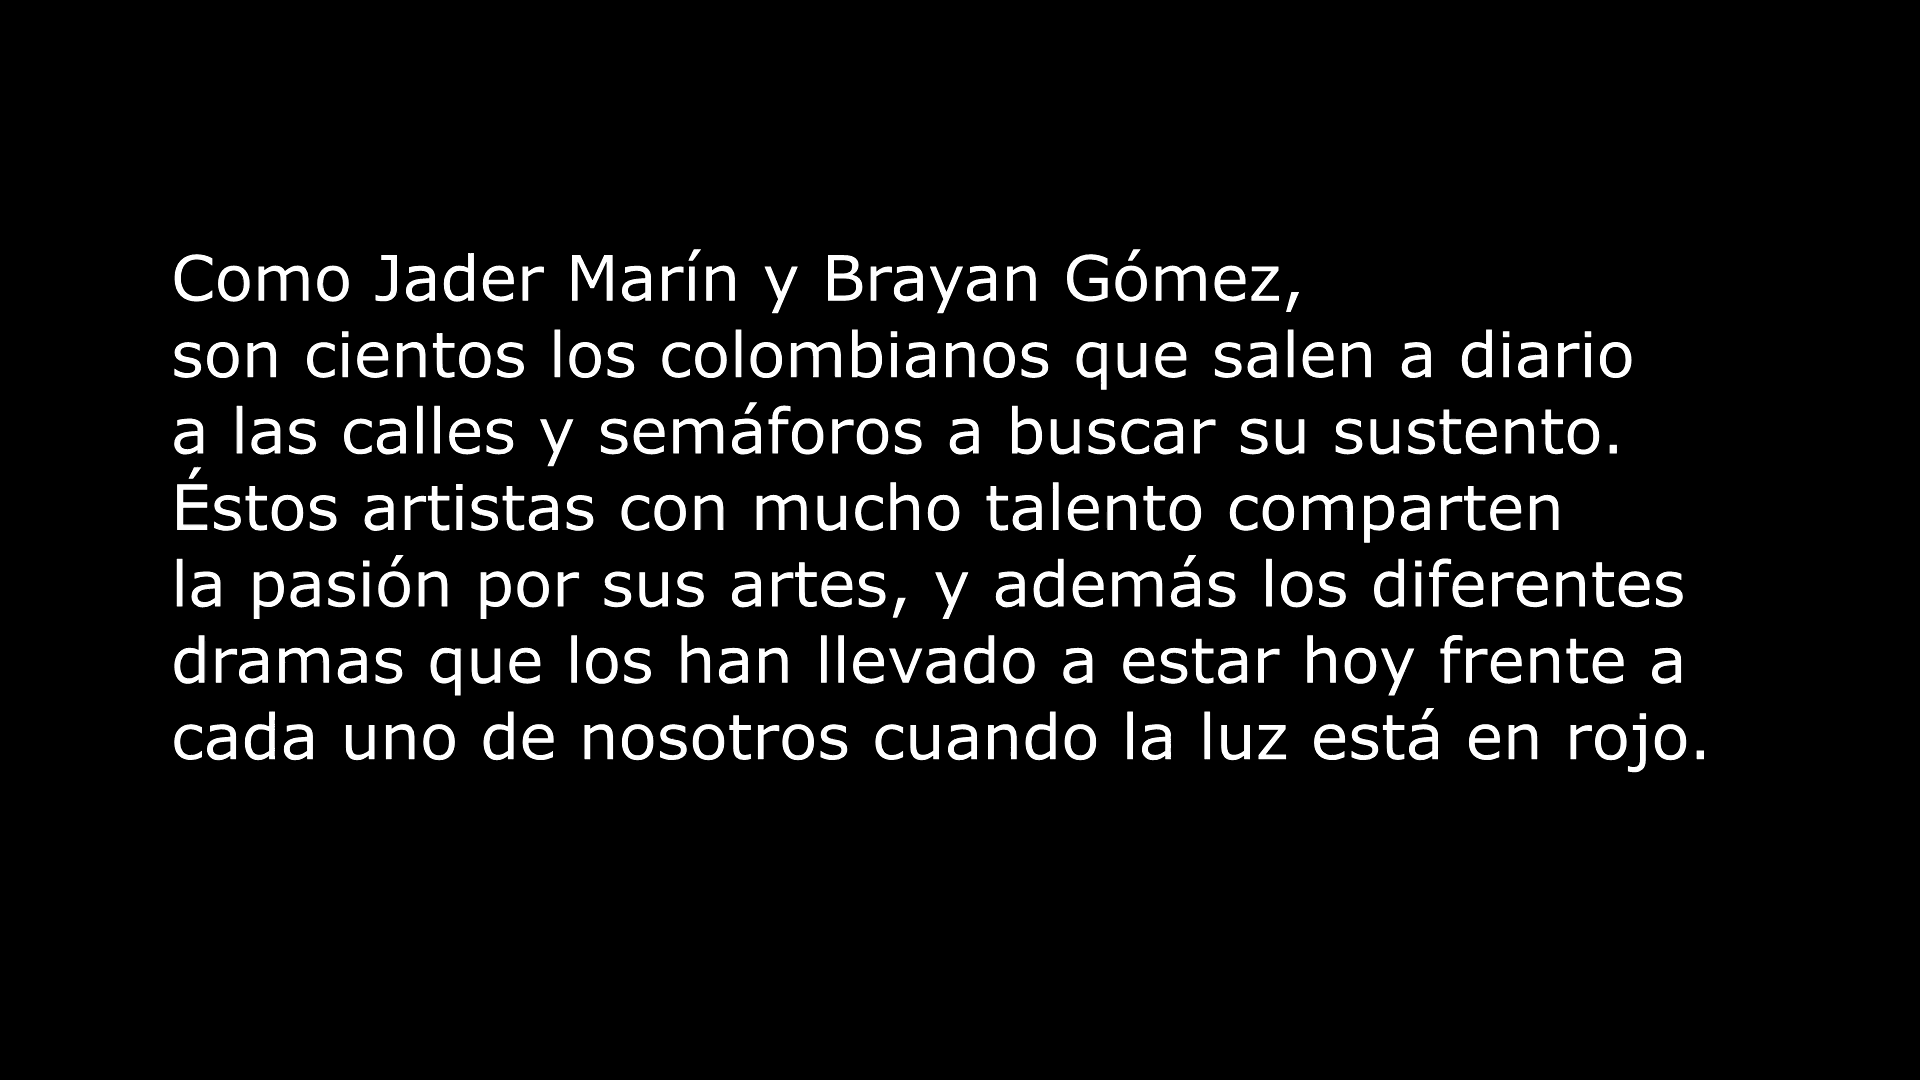 Como Jader Marín y Brayan Gómez,
son cientos los colombianos que salen a diario
a las calles y semáforos a buscar su sustento.
Éstos artistas con mucho talento comparten
la pasión por sus artes, y además los diferentes
dramas que los han llevado a estar hoy frente a
cada uno de nosotros cuando la luz está en rojo.